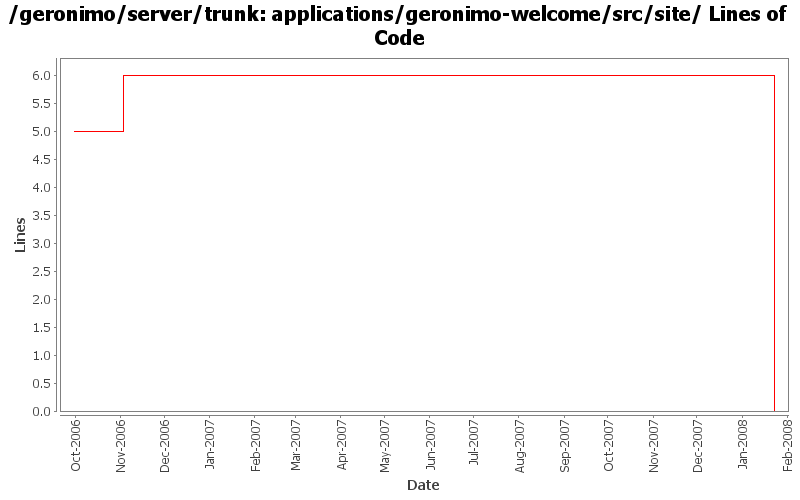 /geronimo/server/trunk: applications/geronimo-welcome/src/site/ Lines of
Code
6.0
5.5
5.0
4.5
4.0
3.5
3.0
2.5
2.0
1.5
1.0
0.5
0.0
Lines
Oct-2006
Nov-2006
Dec-2006
Jan-2007
Feb-2007
Mar-2007
Apr-2007
May-2007
Jun-2007
Jul-2007
Aug-2007
Sep-2007
Oct-2007
Nov-2007
Dec-2007
Jan-2008
Feb-2008
Date